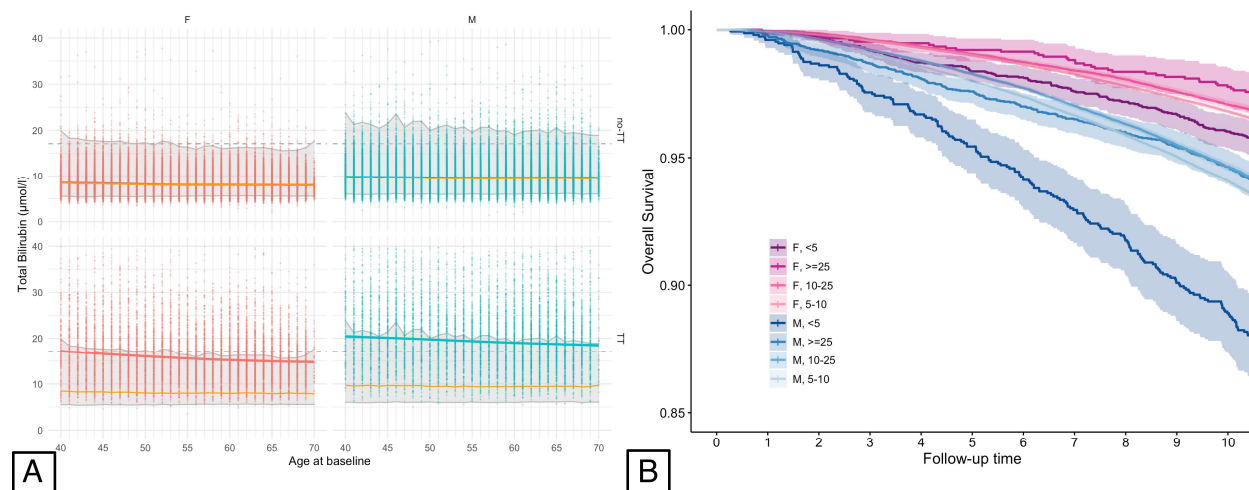 F
M
40
30
20
10
0
no-TT
40
30
20
10
0
TT
Total Bilirubin (µmol/l)
40
45
50
55
60
65
70
40
45
50
55
60
65
70
Age at baseline
A
1.00
0.95
0.90
0.85
Overall Survival
F, <5
F, >=25
F, 10-25
F, 5-10
M, <5
M, >=25
M, 10-25
M, 5-10
0
1
2
3
4
5
6
7
8
9
10
Follow-up time
B